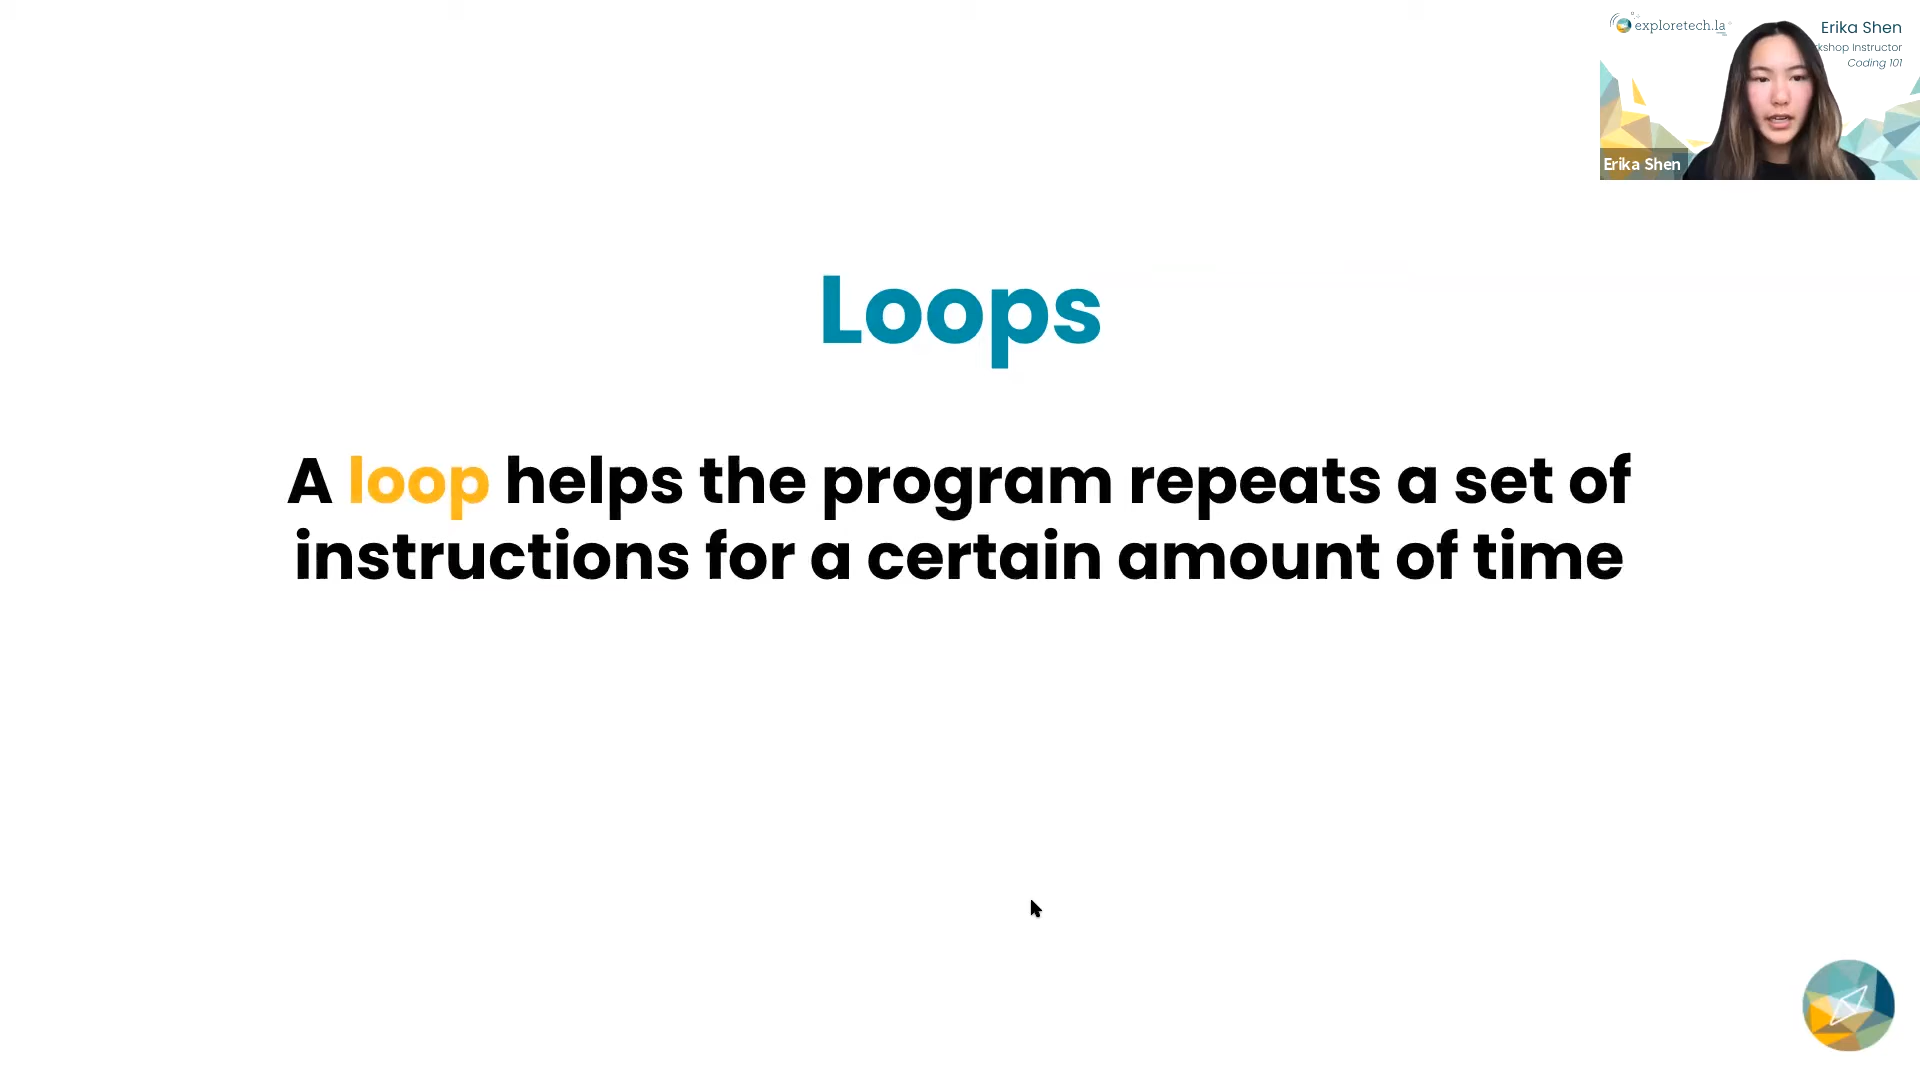 exploretech.la
Erika Shen
kshop Instructor
Coding 101
Erika Shen
Loops
A loop helps the program repeats a set of
instructions for a certain amount of time